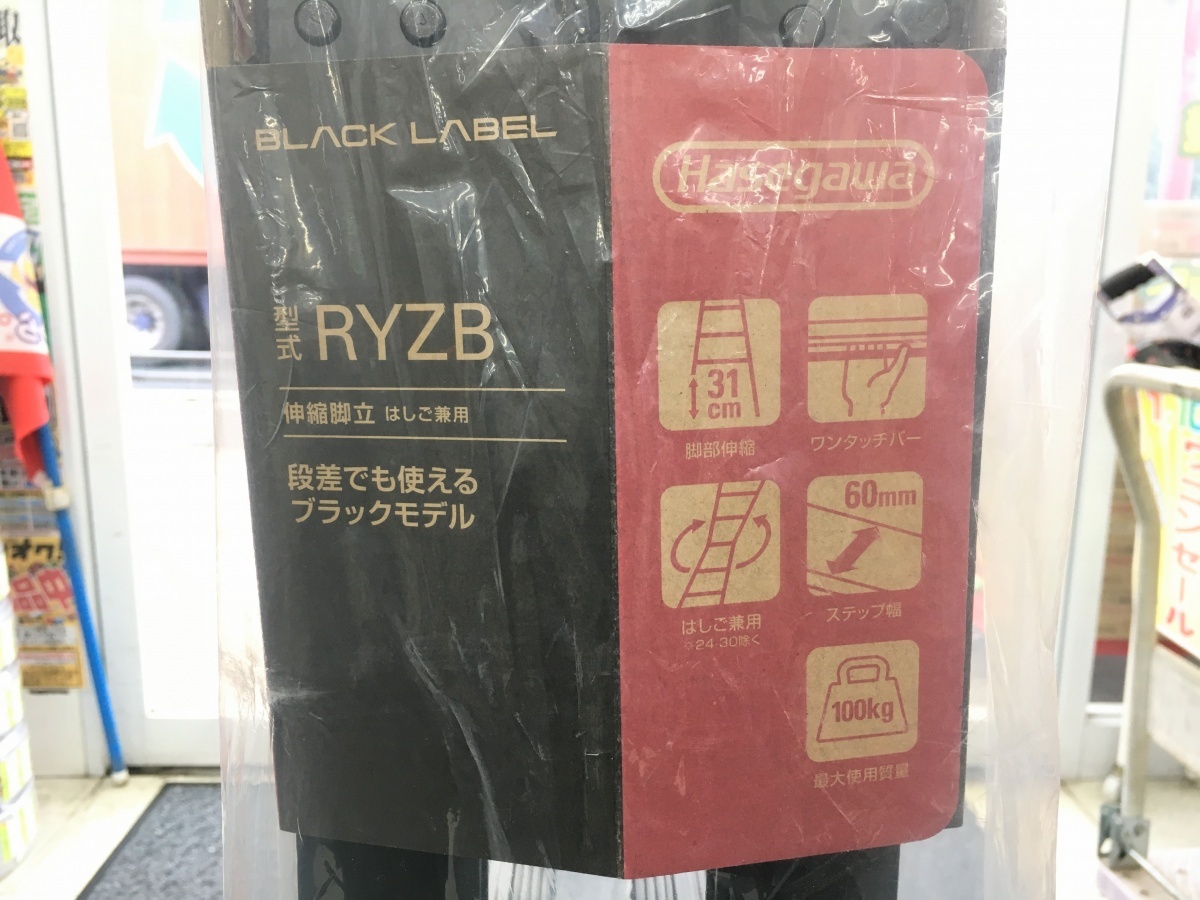 BLACK LABEL
型式 RYZB
伸縮脚立 はしご兼用
段差でも使える
ブラックモデル
Hasegawa
31
cm
脚部伸縮
ワンタッチバー
はしご兼用
※24・30除く
60mm
ステップ幅
100kg
最大使用質量